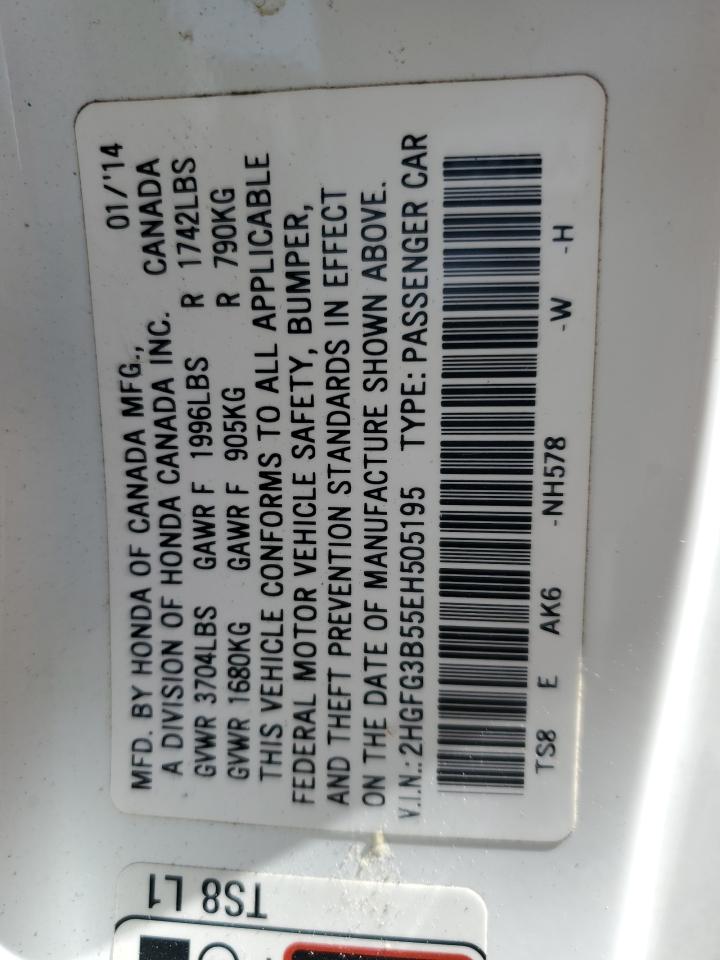 01/'14
MFD. BY HONDA OF CANADA MFG.,
A DIVISION OF HONDA CANADA INC. CANADA
GVWR 3704LBS GAWR F 1996LBS R 1742LBS
GVWR 1680KG GAWR F 905KG R 790KG
THIS VEHICLE CONFORMS TO ALL APPLICABLE
FEDERAL MOTOR VEHICLE SAFETY, BUMPER,
AND THEFT PREVENTION STANDARDS IN EFFECT
ON THE DATE OF MANUFACTURE SHOWN ABOVE.
V.I.N.:2HGFG3B55EH505195 TYPE: PASSENGER CAR
TS8 E AK6 -NH578 -W -H
TS8 L1